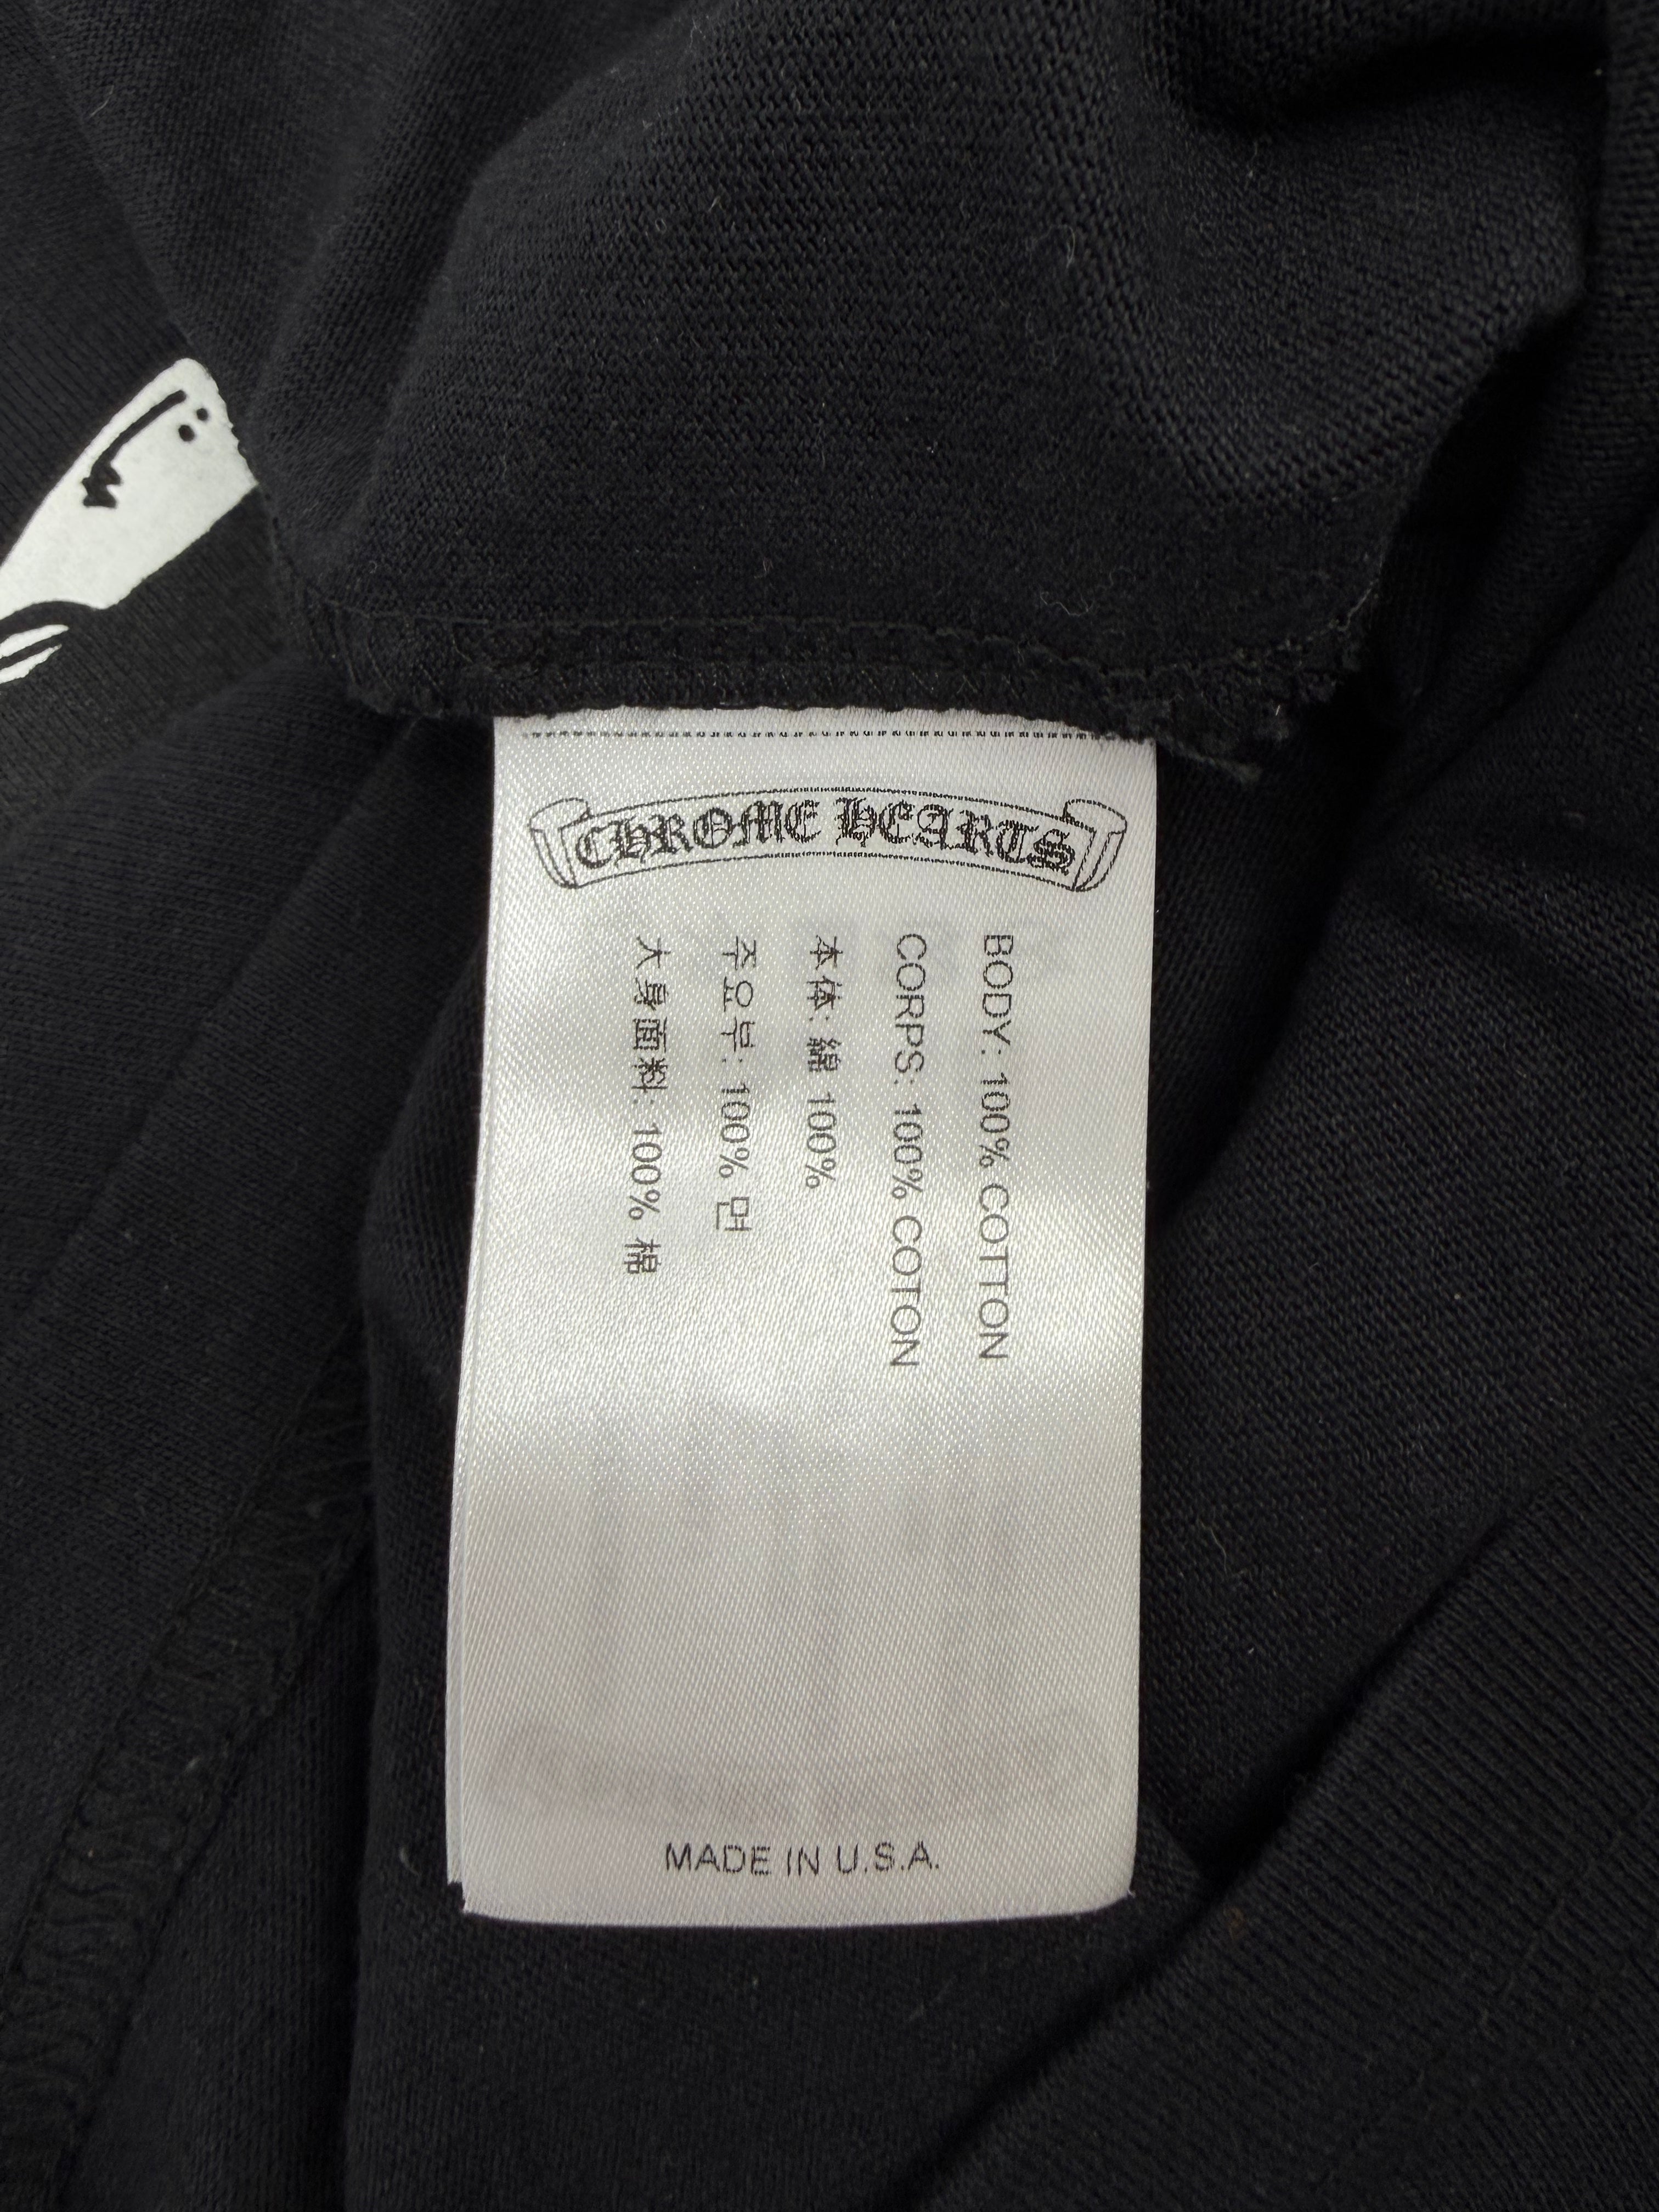 CHROME HEARTS
BODY: 100% COTTON
CORPS: 100% COTON
本体: 綿 100%
주요부: 100% 면
大身面料: 100% 棉
MADE IN U.S.A.